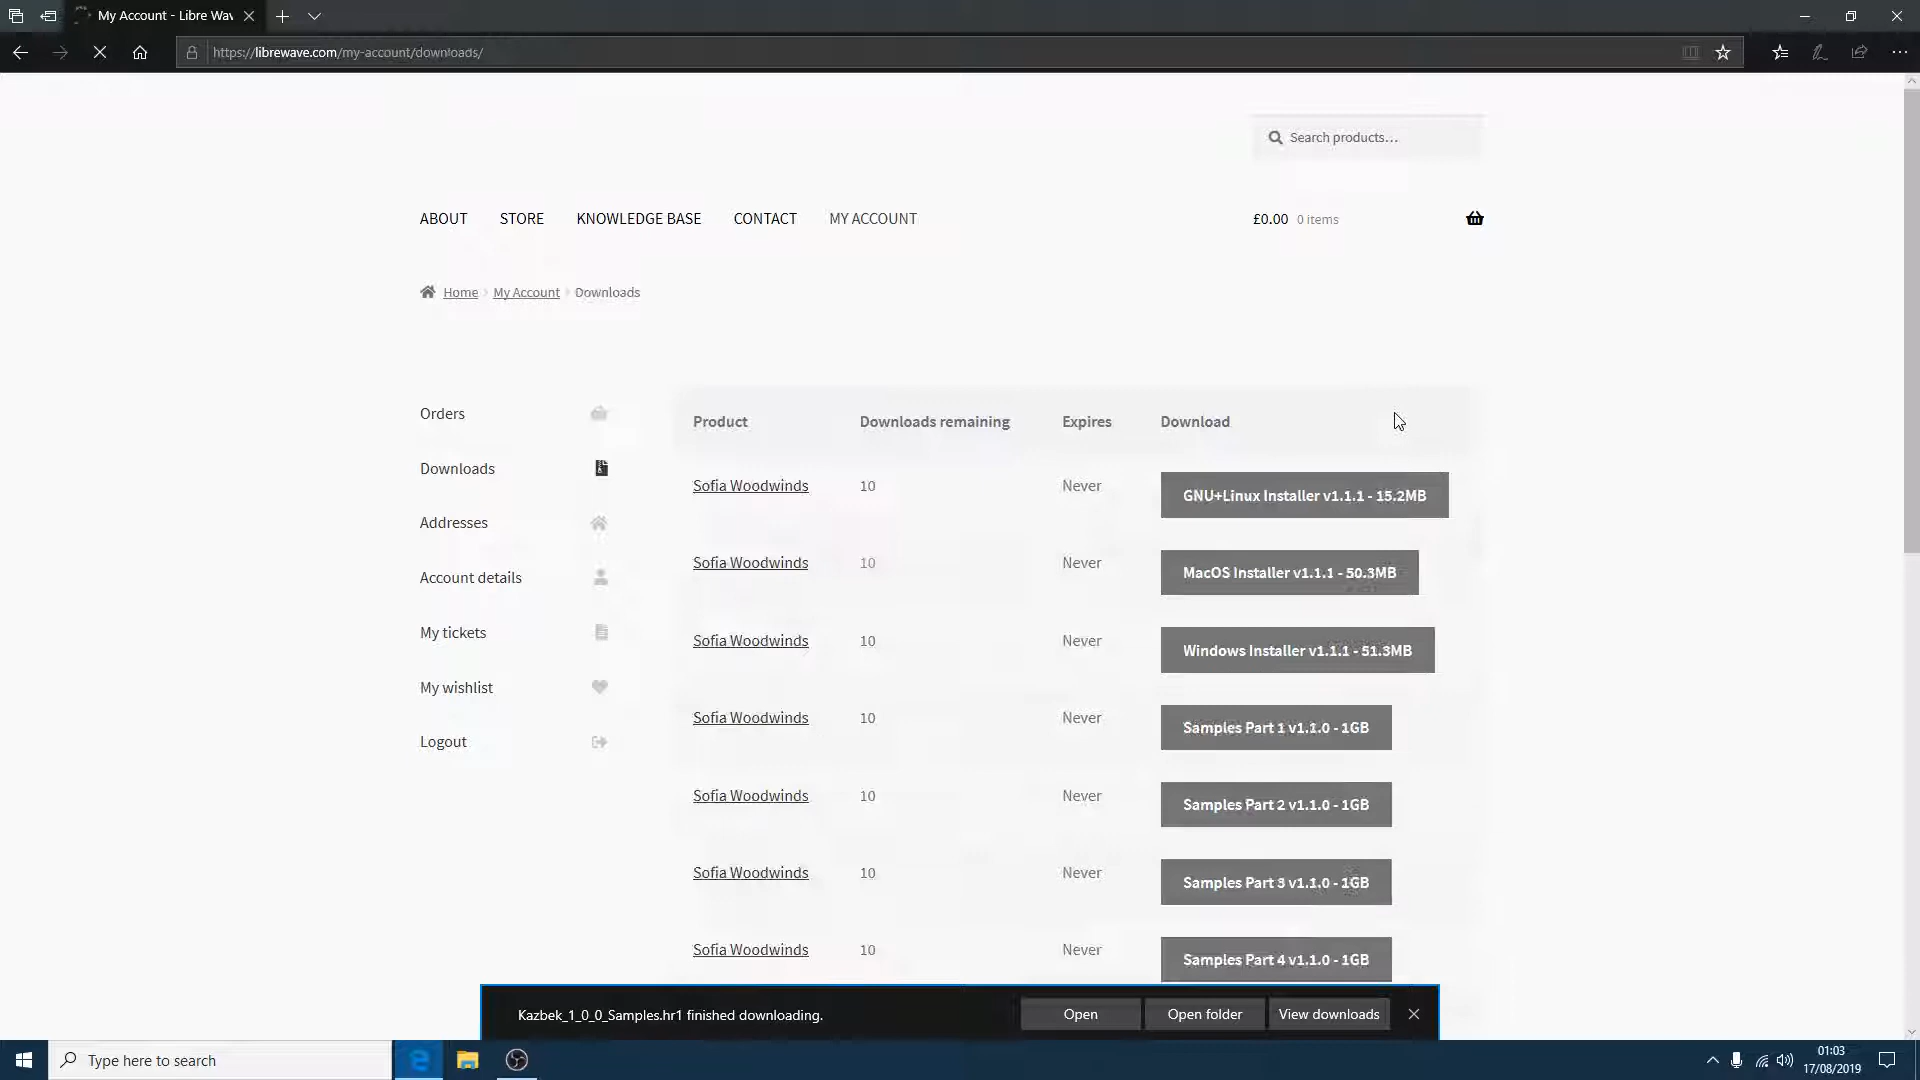 My Account - Libre Wav
https://librewave.com/my-account/downloads/
Search products...
ABOUT STORE KNOWLEDGE BASE CONTACT MY ACCOUNT £0.00 0 items
Home My Account Downloads
Orders
Downloads
Addresses
Account details
My tickets
My wishlist
Logout
Product Downloads remaining Expires Download
Sofia Woodwinds 10 Never GNU+Linux Installer v1.1.1 - 15.2MB
Sofia Woodwinds 10 Never MacOS Installer v1.1.1 - 50.3MB
Sofia Woodwinds 10 Never Windows Installer v1.1.1 - 51.3MB
Sofia Woodwinds 10 Never Samples Part 1 v1.1.0 - 1GB
Sofia Woodwinds 10 Never Samples Part 2 v1.1.0 - 1GB
Sofia Woodwinds 10 Never Samples Part 3 v1.1.0 - 1GB
Sofia Woodwinds 10 Never Samples Part 4 v1.1.0 - 1GB
Kazbek_1_0_0_Samples.hr1 finished downloading. Open Open folder View downloads
Type here to search
01:03
17/08/2019